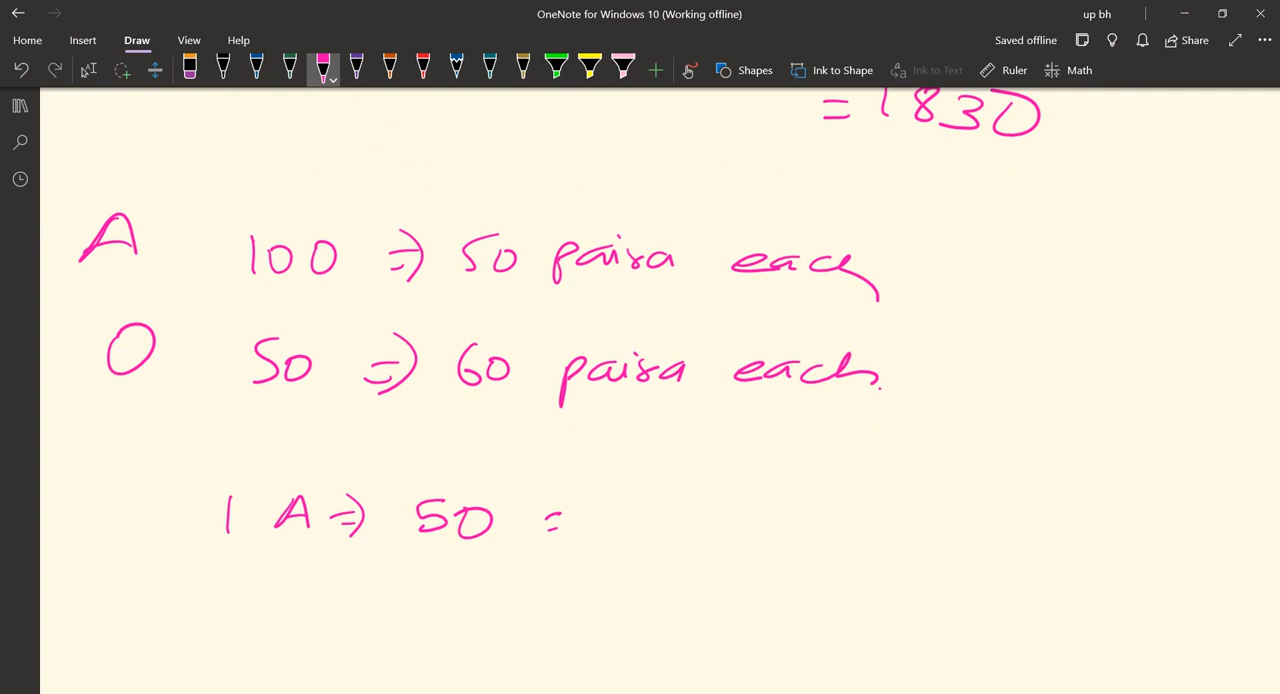 OneNote for Windows 10 (Working offline)
up bh
Home Insert Draw View Help
Saved offline
Share
Shapes
Ink to Shape
Ink to Text
Ruler
Math
= 1830
A 100 => 50 paisa each
O 50 => 60 paisa each.
1 A => 50 =